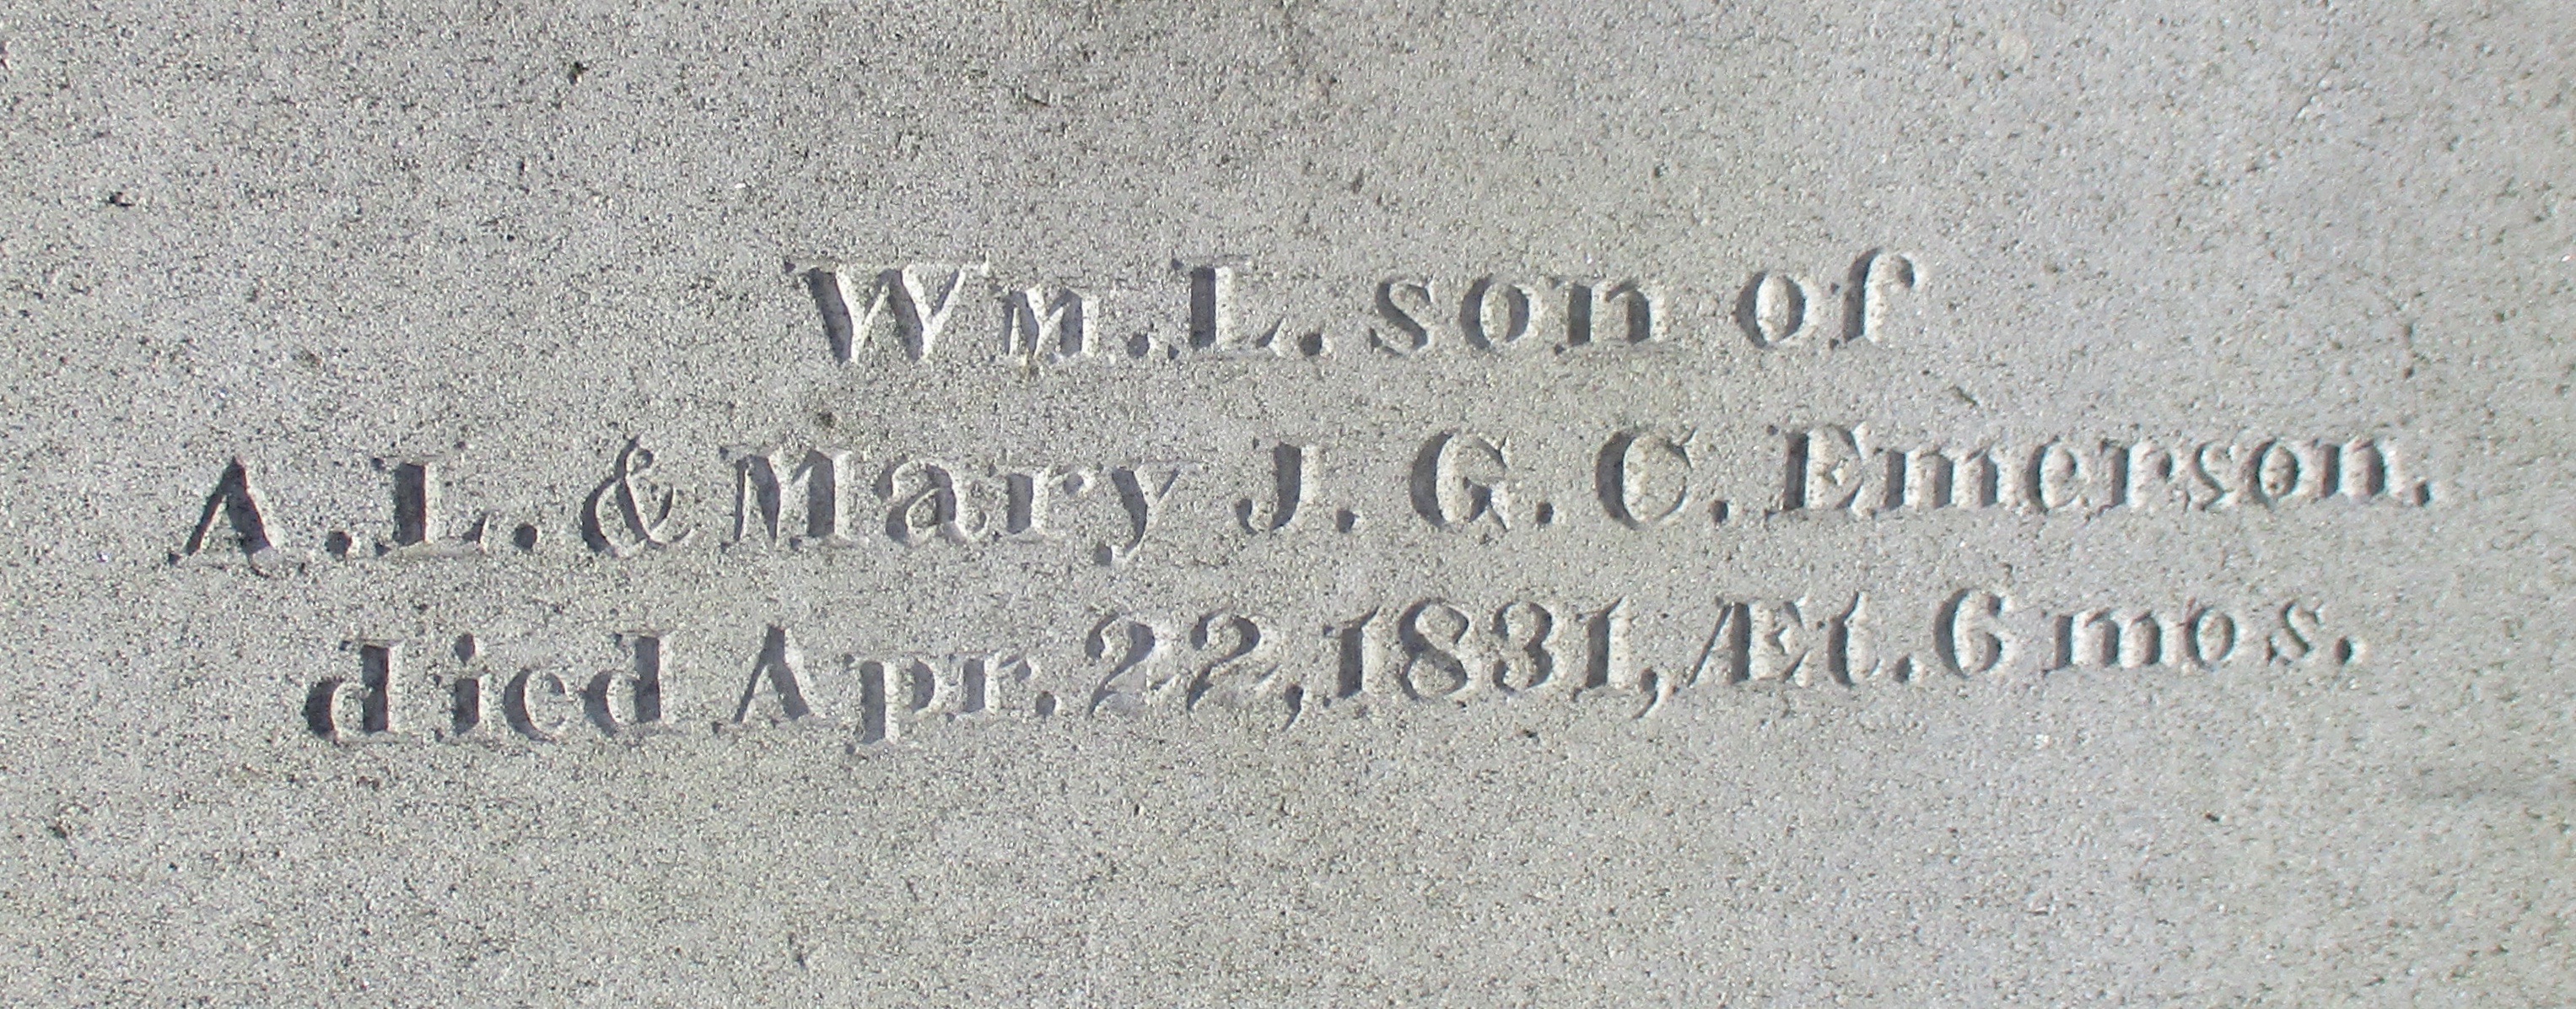 Wm. L. son of
A. L. & Mary J. G. C. Emerson.
died Apr. 22, 1831, Æt. 6 mos.